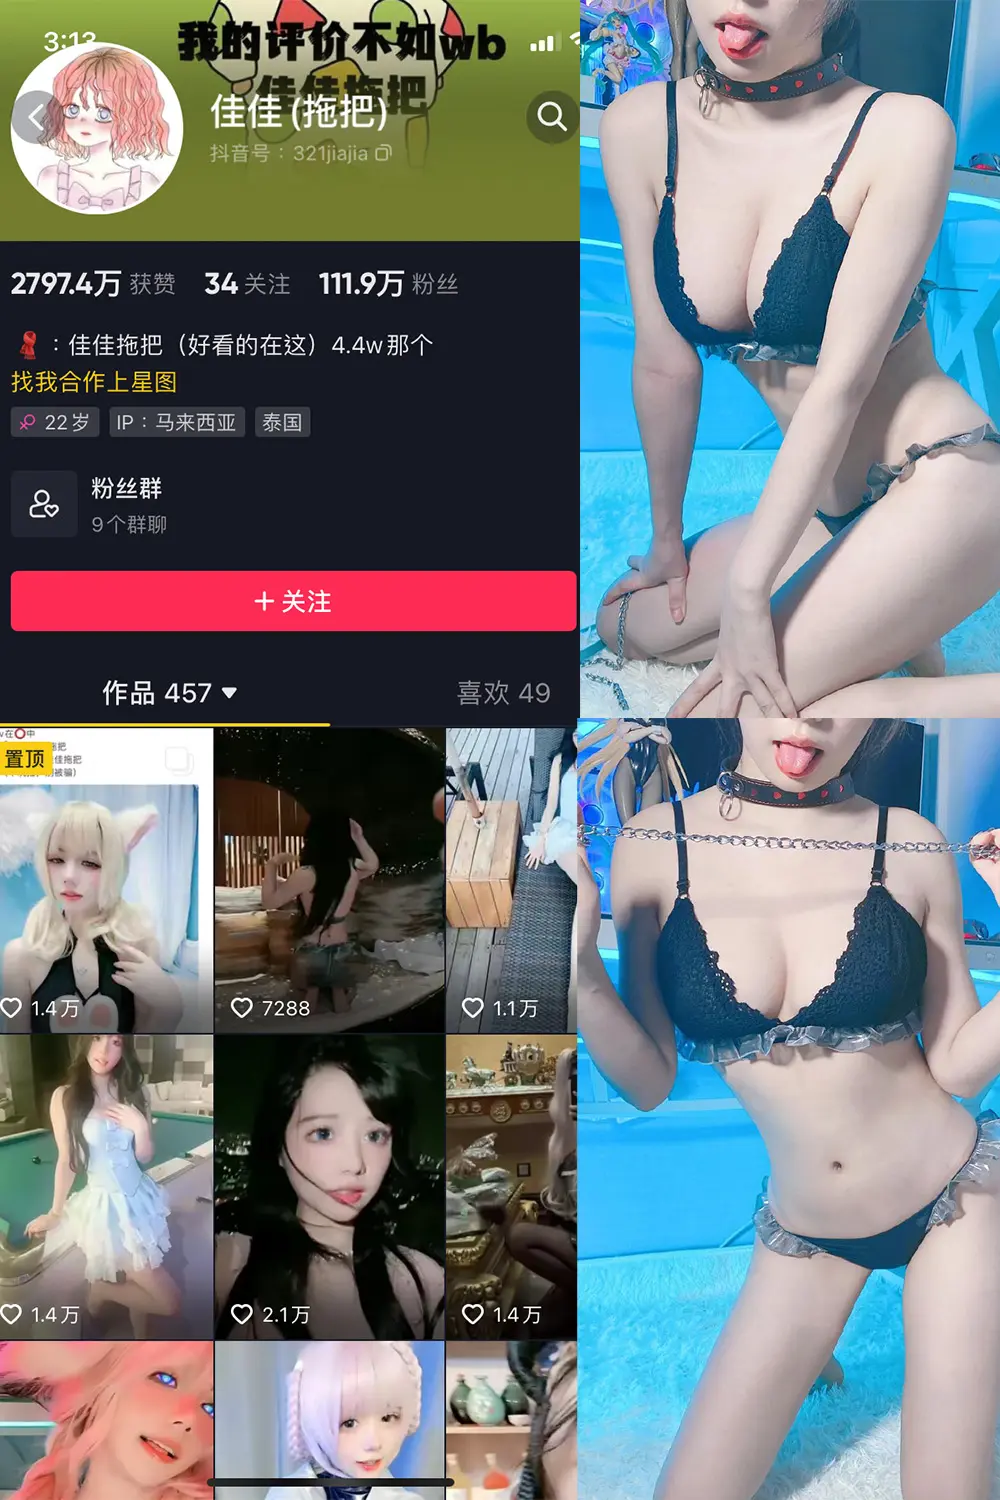 我的评价不如wb
佳佳拖把
3:13
佳佳(拖把)
抖音号：321jiajia
2797.4万 获赞 34 关注 111.9万 粉丝
：佳佳拖把（好看的在这）4.4w那个
找我合作上星图
22岁 IP：马来西亚 泰国
粉丝群
9个群聊
+ 关注
作品 457 喜欢 49
置顶
1.4万 7288 1.1万
1.4万 2.1万 1.4万